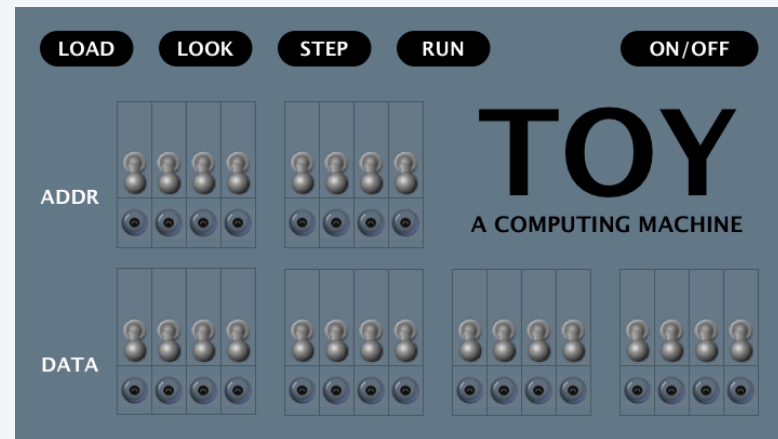 LOAD LOOK STEP RUN ON/OFF
TOY
ADDR
A COMPUTING MACHINE
DATA